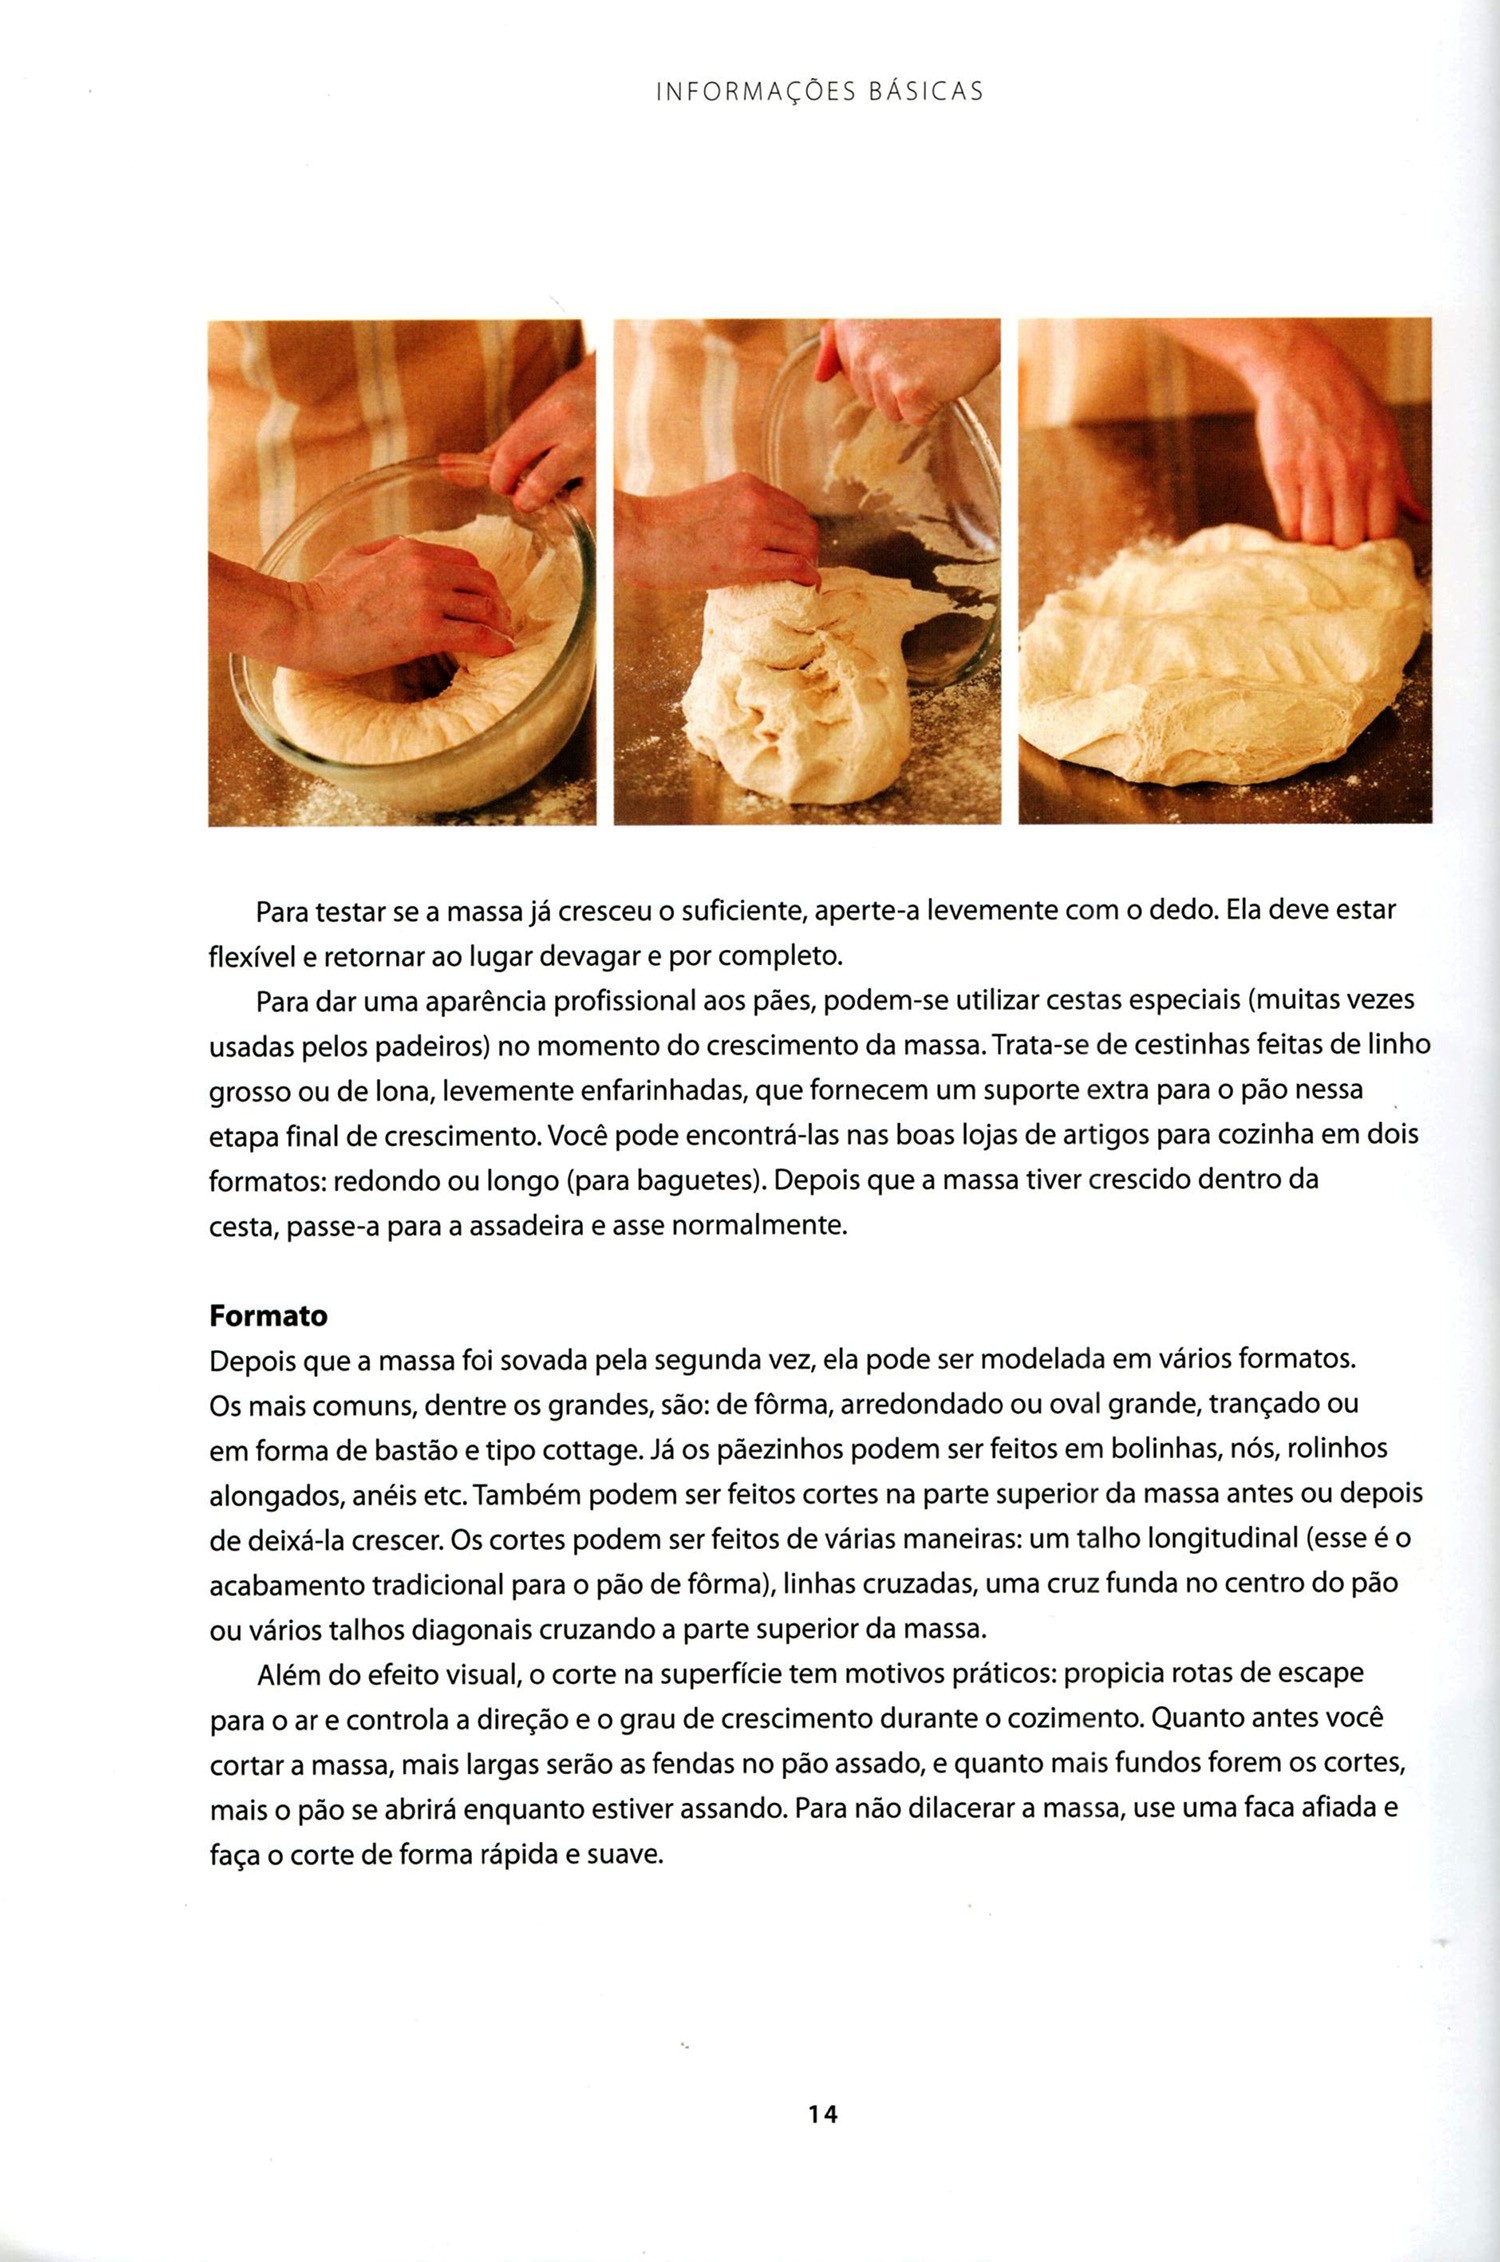 INFORMAÇÕES BÁSICAS
Para testar se a massa já cresceu o suficiente, aperte-a levemente com o dedo. Ela deve estar
flexível e retornar ao lugar devagar e por completo.
Para dar uma aparência profissional aos pães, podem-se utilizar cestas especiais (muitas vezes
usadas pelos padeiros) no momento do crescimento da massa. Trata-se de cestinhas feitas de linho
grosso ou de lona, levemente enfarinhadas, que fornecem um suporte extra para o pão nessa
etapa final de crescimento. Você pode encontrá-las nas boas lojas de artigos para cozinha em dois
formatos: redondo ou longo (para baguetes). Depois que a massa tiver crescido dentro da
cesta, passe-a para a assadeira e asse normalmente.
Formato
Depois que a massa foi sovada pela segunda vez, ela pode ser modelada em vários formatos.
Os mais comuns, dentre os grandes, são: de fôrma, arredondado ou oval grande, trançado ou
em forma de bastão e tipo cottage. Já os pãezinhos podem ser feitos em bolinhas, nós, rolinhos
alongados, anéis etc. Também podem ser feitos cortes na parte superior da massa antes ou depois
de deixá-la crescer. Os cortes podem ser feitos de várias maneiras: um talho longitudinal (esse é o
acabamento tradicional para o pão de fôrma), linhas cruzadas, uma cruz funda no centro do pão
ou vários talhos diagonais cruzando a parte superior da massa.
Além do efeito visual, o corte na superfície tem motivos práticos: propicia rotas de escape
para o ar e controla a direção e o grau de crescimento durante o cozimento. Quanto antes você
cortar a massa, mais largas serão as fendas no pão assado, e quanto mais fundos forem os cortes,
mais o pão se abrirá enquanto estiver assando. Para não dilacerar a massa, use uma faca afiada e
faça o corte de forma rápida e suave.
14